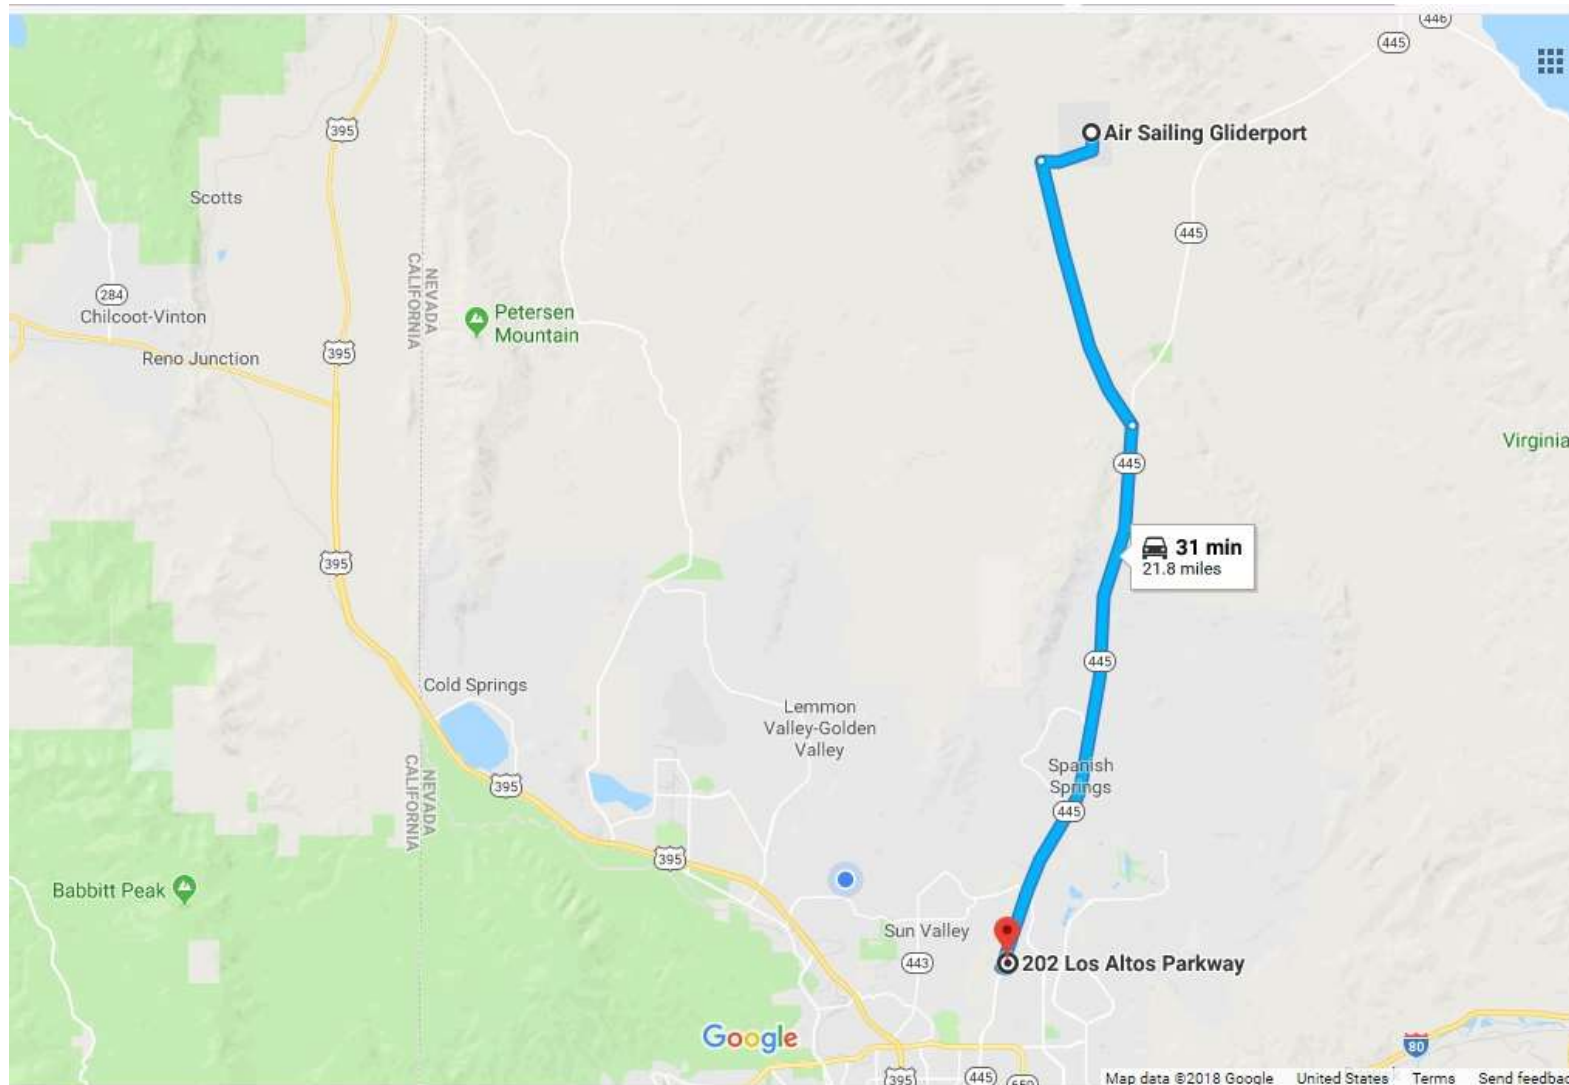 446
445
Air Sailing Gliderport
395
Scotts
445
NEVADA
CALIFORNIA
284
Chilcoot-Vinton
Petersen
Mountain
Reno Junction
395
Virginia
445
395
31 min
21.8 miles
445
Cold Springs
Lemmon
Valley-Golden
Valley
Spanish
Springs
NEVADA
CALIFORNIA
395
445
395
Babbitt Peak
Sun Valley
443
202 Los Altos Parkway
Google
80
395
445
659
Map data ©2018 Google United States Terms Send feedbac